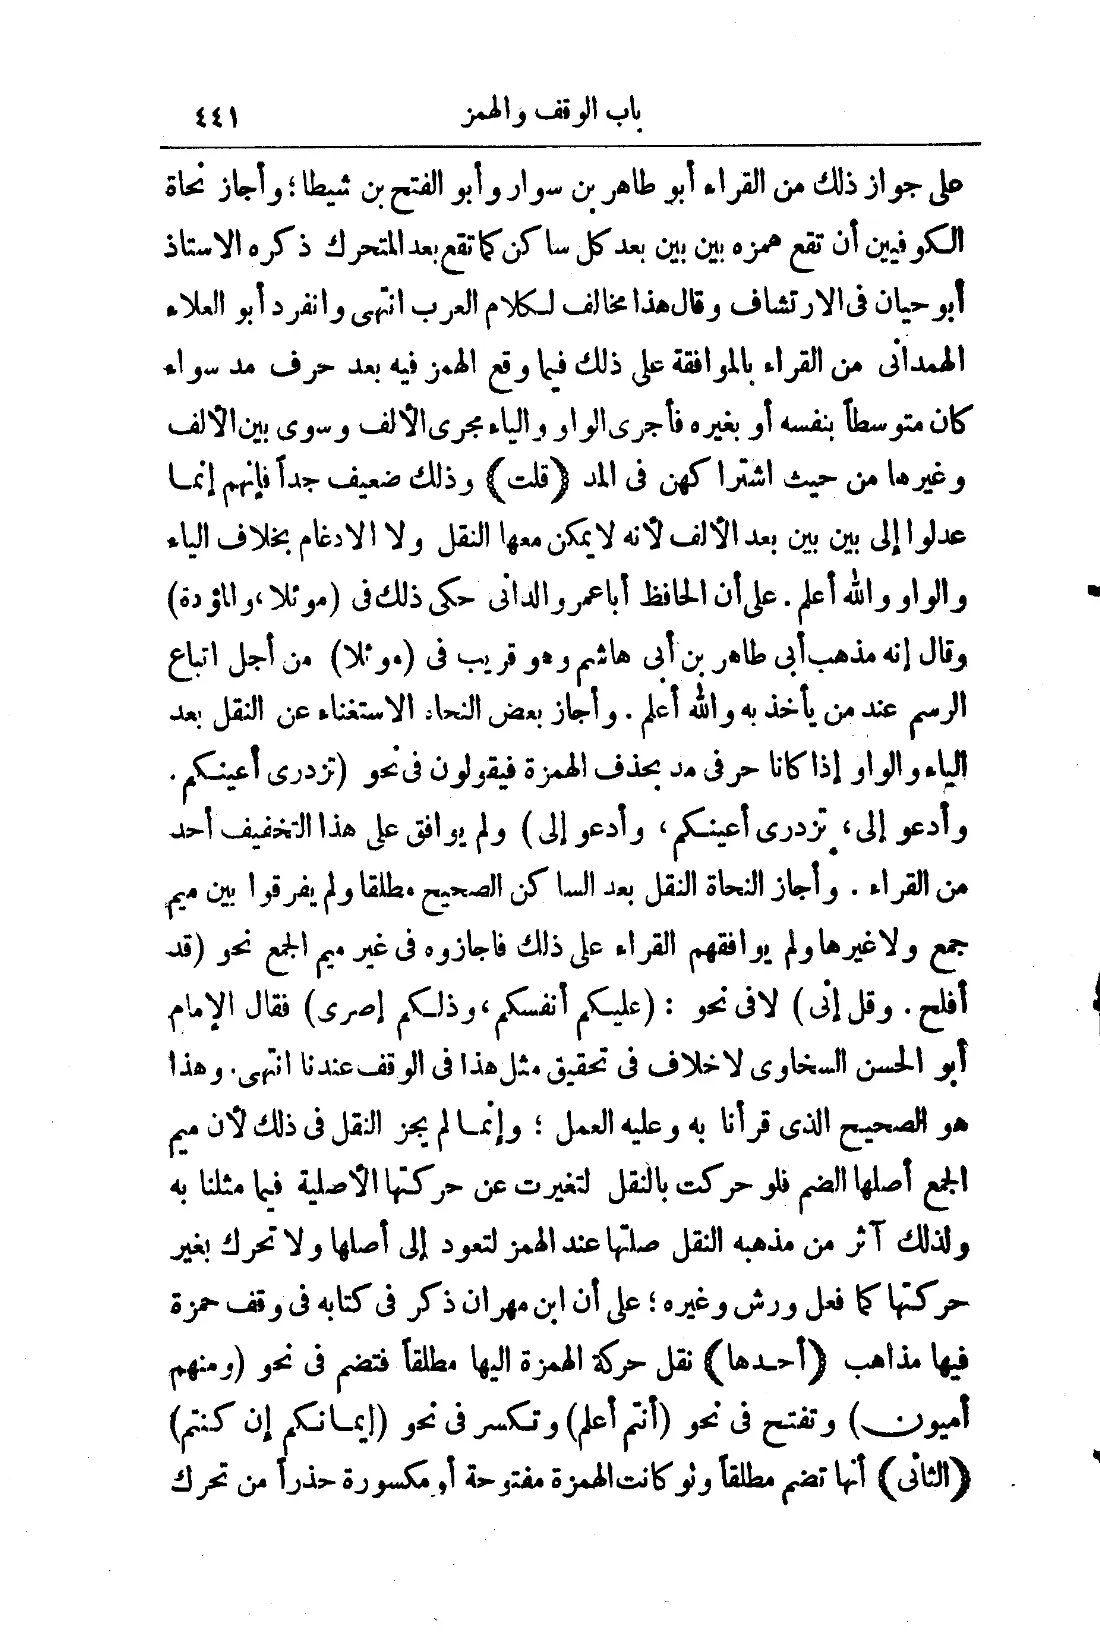 باب الوقف والهمز ٤٤١
على جواز ذلك من القراء أبو طاهر بن سوار وأبو الفتح بن شيطا؛ وأجاز نحاة
الكوفيين أن تقع همزه بين بين بعد كل ساكن كما تقع بعد المتحرك ذكره الاستاذ
أبو حيان فى الارتشاف وقال هذا مخالف لكلام العرب انتهى وانفرد أبو العلاء
الهمدانى من القراء بالموافقة على ذلك فيما وقع الهمز فيه بعد حرف مد سواء
كان متوسطاً بنفسه أو بغيره فأجرى الواو والياء مجرى الألف وسوى بين الألف
وغيرها من حيث اشتراكهن فى المد (قلت) وذلك ضعيف جداً فإنهم إنما
عدلوا إلى بين بين بعد الألف لأنه لا يمكن معها النقل ولا الادغام بخلاف الياء
والواو والله أعلم. على أن الحافظ أبا عمرو الدانى حكى ذلك فى (موئلا، والمؤدة)
وقال إنه مذهب أبى طاهر بن أبى هاشم وهو قريب فى (موئلا) من أجل اتباع
الرسم عند من يأخذ به والله أعلم. وأجاز بعض النحاة الاستغناء عن النقل بعد
الياء والواو إذا كانا حرفى مد بحذف الهمزة فيقولون فى نحو (تزدرى أعينكم.
وأدعو إلى، تزدرى أعينكم، وأدعو إلى) ولم يوافق على هذا التخفيف أحد
من القراء. وأجاز النحاة النقل بعد الساكن الصحيح مطلقا ولم يفرقوا بين ميم
جمع ولا غيرها ولم يوافقهم القراء على ذلك فاجازوه فى غير ميم الجمع نحو (قد
أفلح. وقل إنى) لا فى نحو : (عليكم أنفسكم، وذلكم إصرى) فقال الإمام
أبو الحسن السخاوى لا خلاف فى تحقيق مثل هذا فى الوقف عندنا انتهى. وهذا
هو الصحيح الذى قرأنا به وعليه العمل؛ وإنما لم يجز النقل فى ذلك لأن ميم
الجمع أصلها الضم فلو حركت بالنقل لتغيرت عن حركتها الأصلية فيما مثلنا به
ولذلك آثر من مذهبه النقل صلتها عند الهمز لتعود إلى أصلها ولا تحرك بغير
حركتها كما فعل ورش وغيره؛ على أن ابن مهران ذكر فى كتابه فى وقف حمزة
فيها مذاهب (أحدها) نقل حركة الهمزة اليها مطلقاً فتضم فى نحو (ومنهم
أميون) وتفتح فى نحو (أنتم أعلم) وتكسر فى نحو (إيمانكم إن كنتم)
(الثانى) أنها تضم مطلقاً ولو كانت الهمزة مفتوحة أو مكسورة حذراً من تحرك